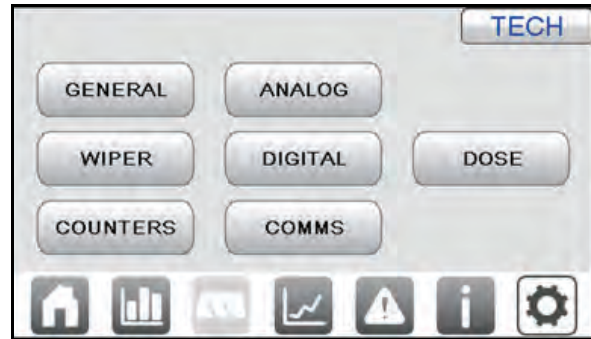 TECH
GENERAL ANALOG
WIPER DIGITAL DOSE
COUNTERS COMMS